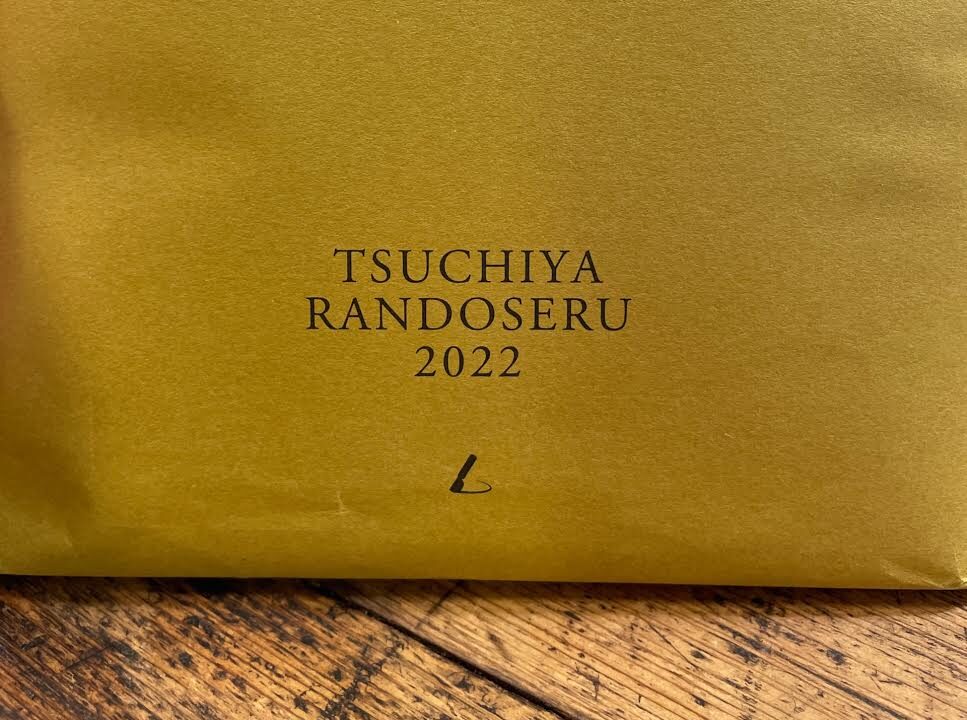 TSUCHIYA
RANDOSERU
2022